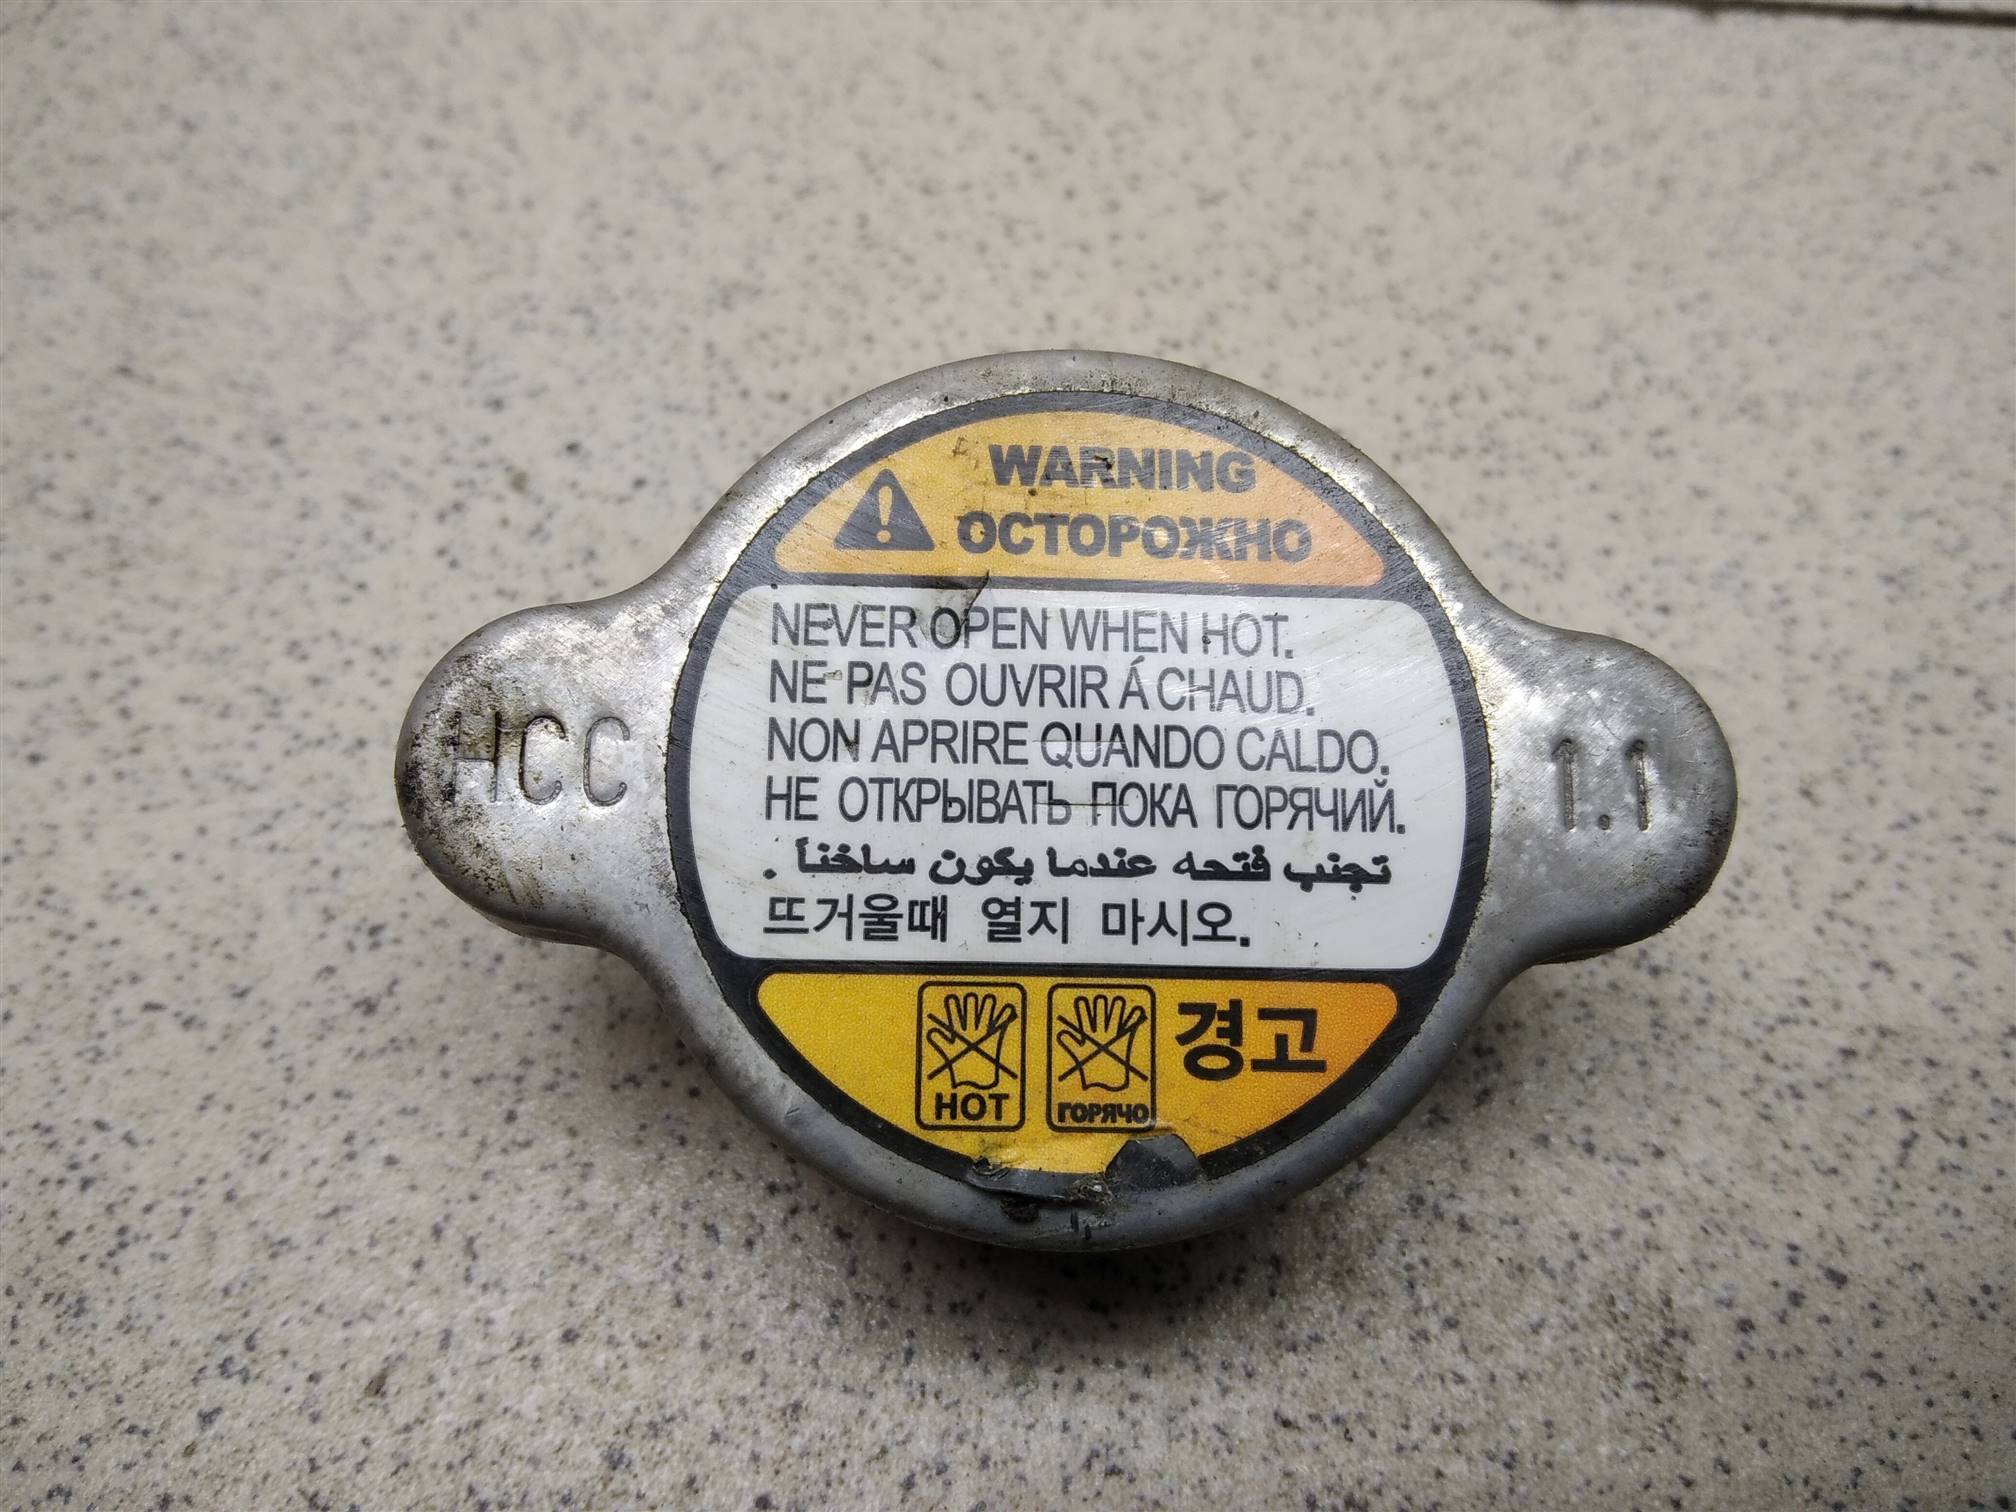 WARNING
ОСТОРОЖНО
NEVER OPEN WHEN HOT.
NE PAS OUVRIR Á CHAUD.
NON APRIRE QUANDO CALDO.
НЕ ОТКРЫВАТЬ ПОКА ГОРЯЧИЙ.
تجنب فتحه عندما يكون ساخناً .
뜨거울때 열지 마시오.
HCC
1.1
경고
HOT
ГОРЯЧО